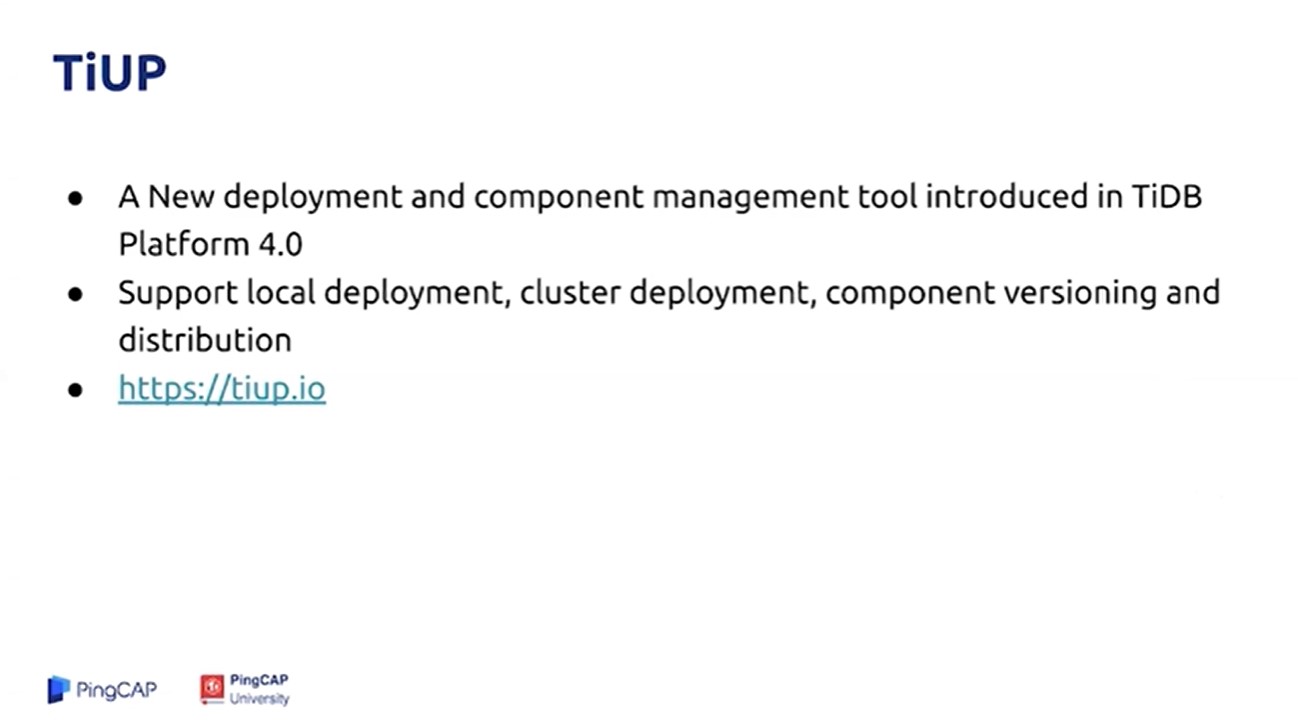 TiUP
● A New deployment and component management tool introduced in TiDB
Platform 4.0
● Support local deployment, cluster deployment, component versioning and
distribution
● https://tiup.io
PingCAP
PingCAP
University